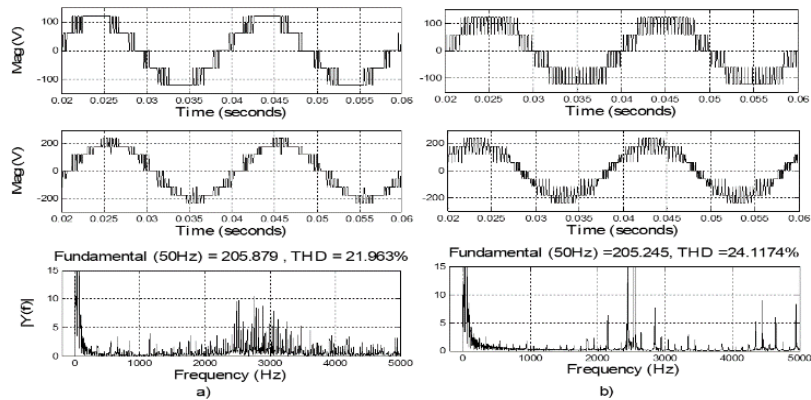 100
0
-100
Mag(V)
0.02 0.025 0.03 0.035 0.04 0.045 0.05 0.055 0.06
Time (seconds)
200
0
-200
Mag(V)
0.02 0.025 0.03 0.035 0.04 0.045 0.05 0.055 0.06
Time (seconds)
Fundamental (50Hz) = 205.879 , THD = 21.963%
15
10
5
0
|Y(f)|
0 1000 2000 3000 4000 5000
Frequency (Hz)
a)
100
0
-100
Mag(V)
0.02 0.025 0.03 0.035 0.04 0.045 0.05 0.055 0.06
Time (seconds)
200
0
-200
Mag(V)
0.02 0.025 0.03 0.035 0.04 0.045 0.05 0.055 0.06
Time (seconds)
Fundamental (50Hz) =205.245, THD =24.1174%
15
10
5
0
0 1000 2000 3000 4000 5000
Frequency (Hz)
b)